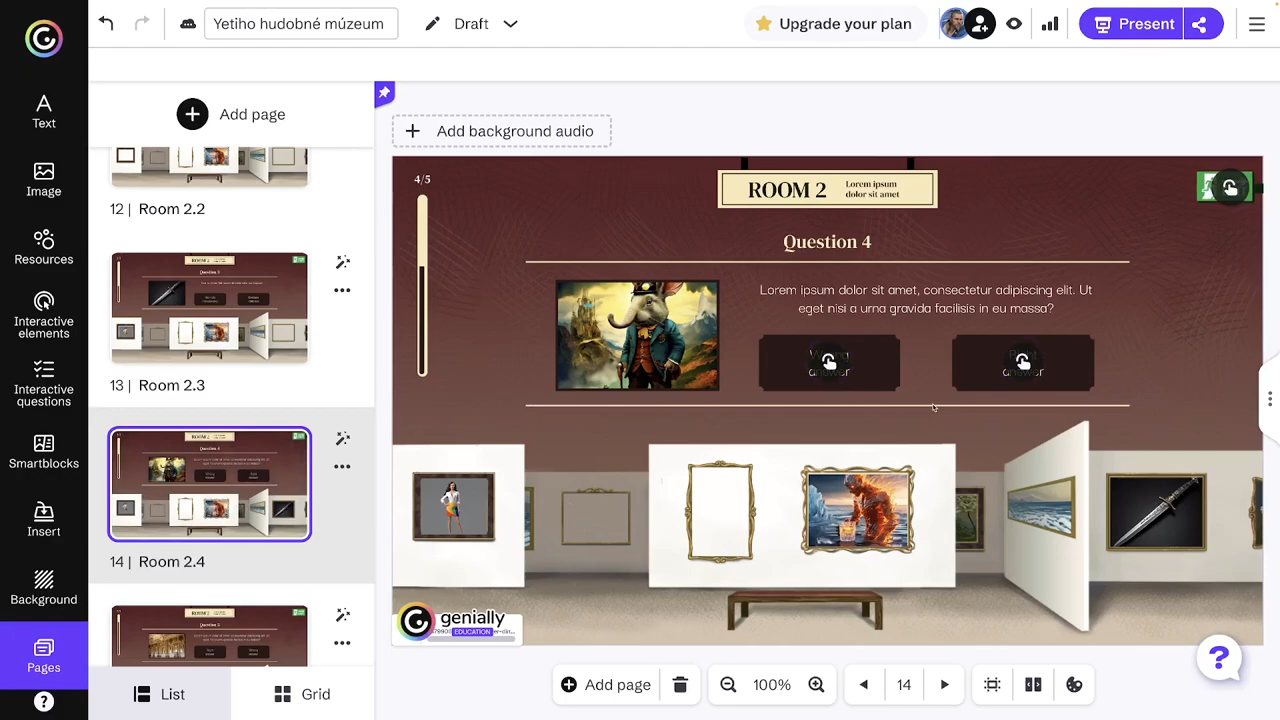 Yetiho hudobné múzeum
Draft
Upgrade your plan
Present
Text
Image
Resources
Interactive
elements
Interactive
questions
Smartblocks
Insert
Background
Pages
Add page
12 | Room 2.2
13 | Room 2.3
14 | Room 2.4
List
Grid
Add background audio
4/5
ROOM 2
Lorem ipsum
dolor sit amet
Question 4
Lorem ipsum dolor sit amet, consectetur adipiscing elit. Ut
eget nisi a urna gravida facilisis in eu massa?
answer
answer
genially
EDUCATION
Add page
100%
14
?